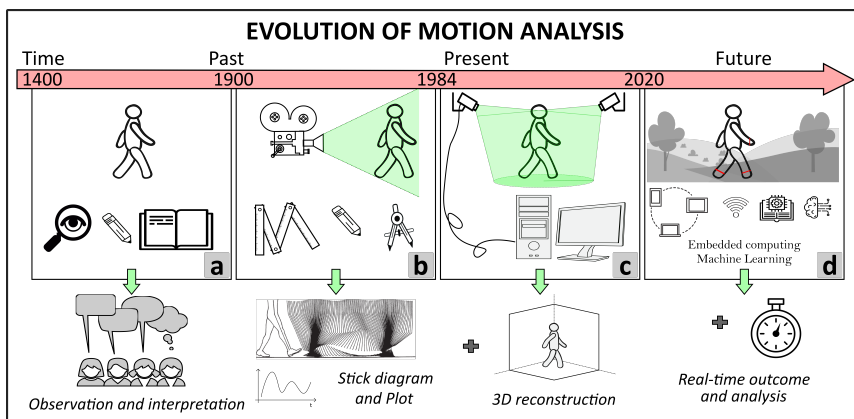 EVOLUTION OF MOTION ANALYSIS
Time Past Present Future
1400 1900 1984 2020
a b c d
Embedded computing
Machine Learning
Observation and interpretation
t
Stick diagram
and Plot
3D reconstruction
Real-time outcome
and analysis